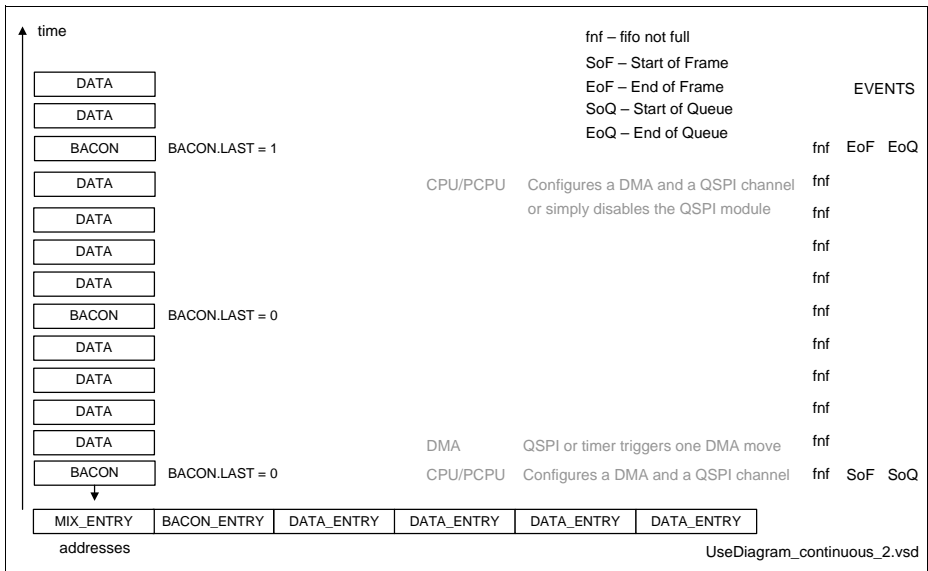 time
fnf – fifo not full
SoF – Start of Frame
DATA EoF – End of Frame EVENTS
DATA SoQ – Start of Queue
EoQ – End of Queue
BACON BACON.LAST = 1 fnf EoF EoQ
DATA CPU/PCPU Configures a DMA and a QSPI channel fnf
DATA or simply disables the QSPI module fnf
DATA fnf
DATA fnf
BACON BACON.LAST = 0 fnf
DATA fnf
DATA fnf
DATA fnf
DATA DMA QSPI or timer triggers one DMA move fnf
BACON BACON.LAST = 0 CPU/PCPU Configures a DMA and a QSPI channel fnf SoF SoQ
MIX_ENTRY BACON_ENTRY DATA_ENTRY DATA_ENTRY DATA_ENTRY DATA_ENTRY
addresses UseDiagram_continuous_2.vsd